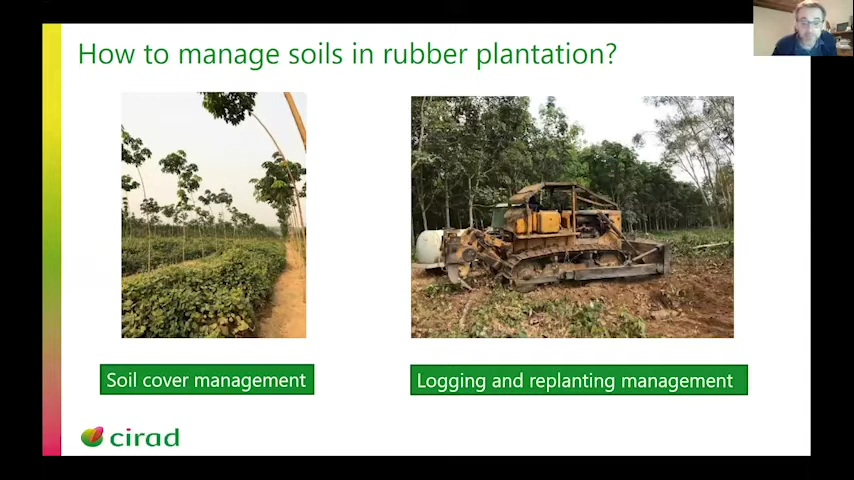 How to manage soils in rubber plantation?
Soil cover management
Logging and replanting management
cirad